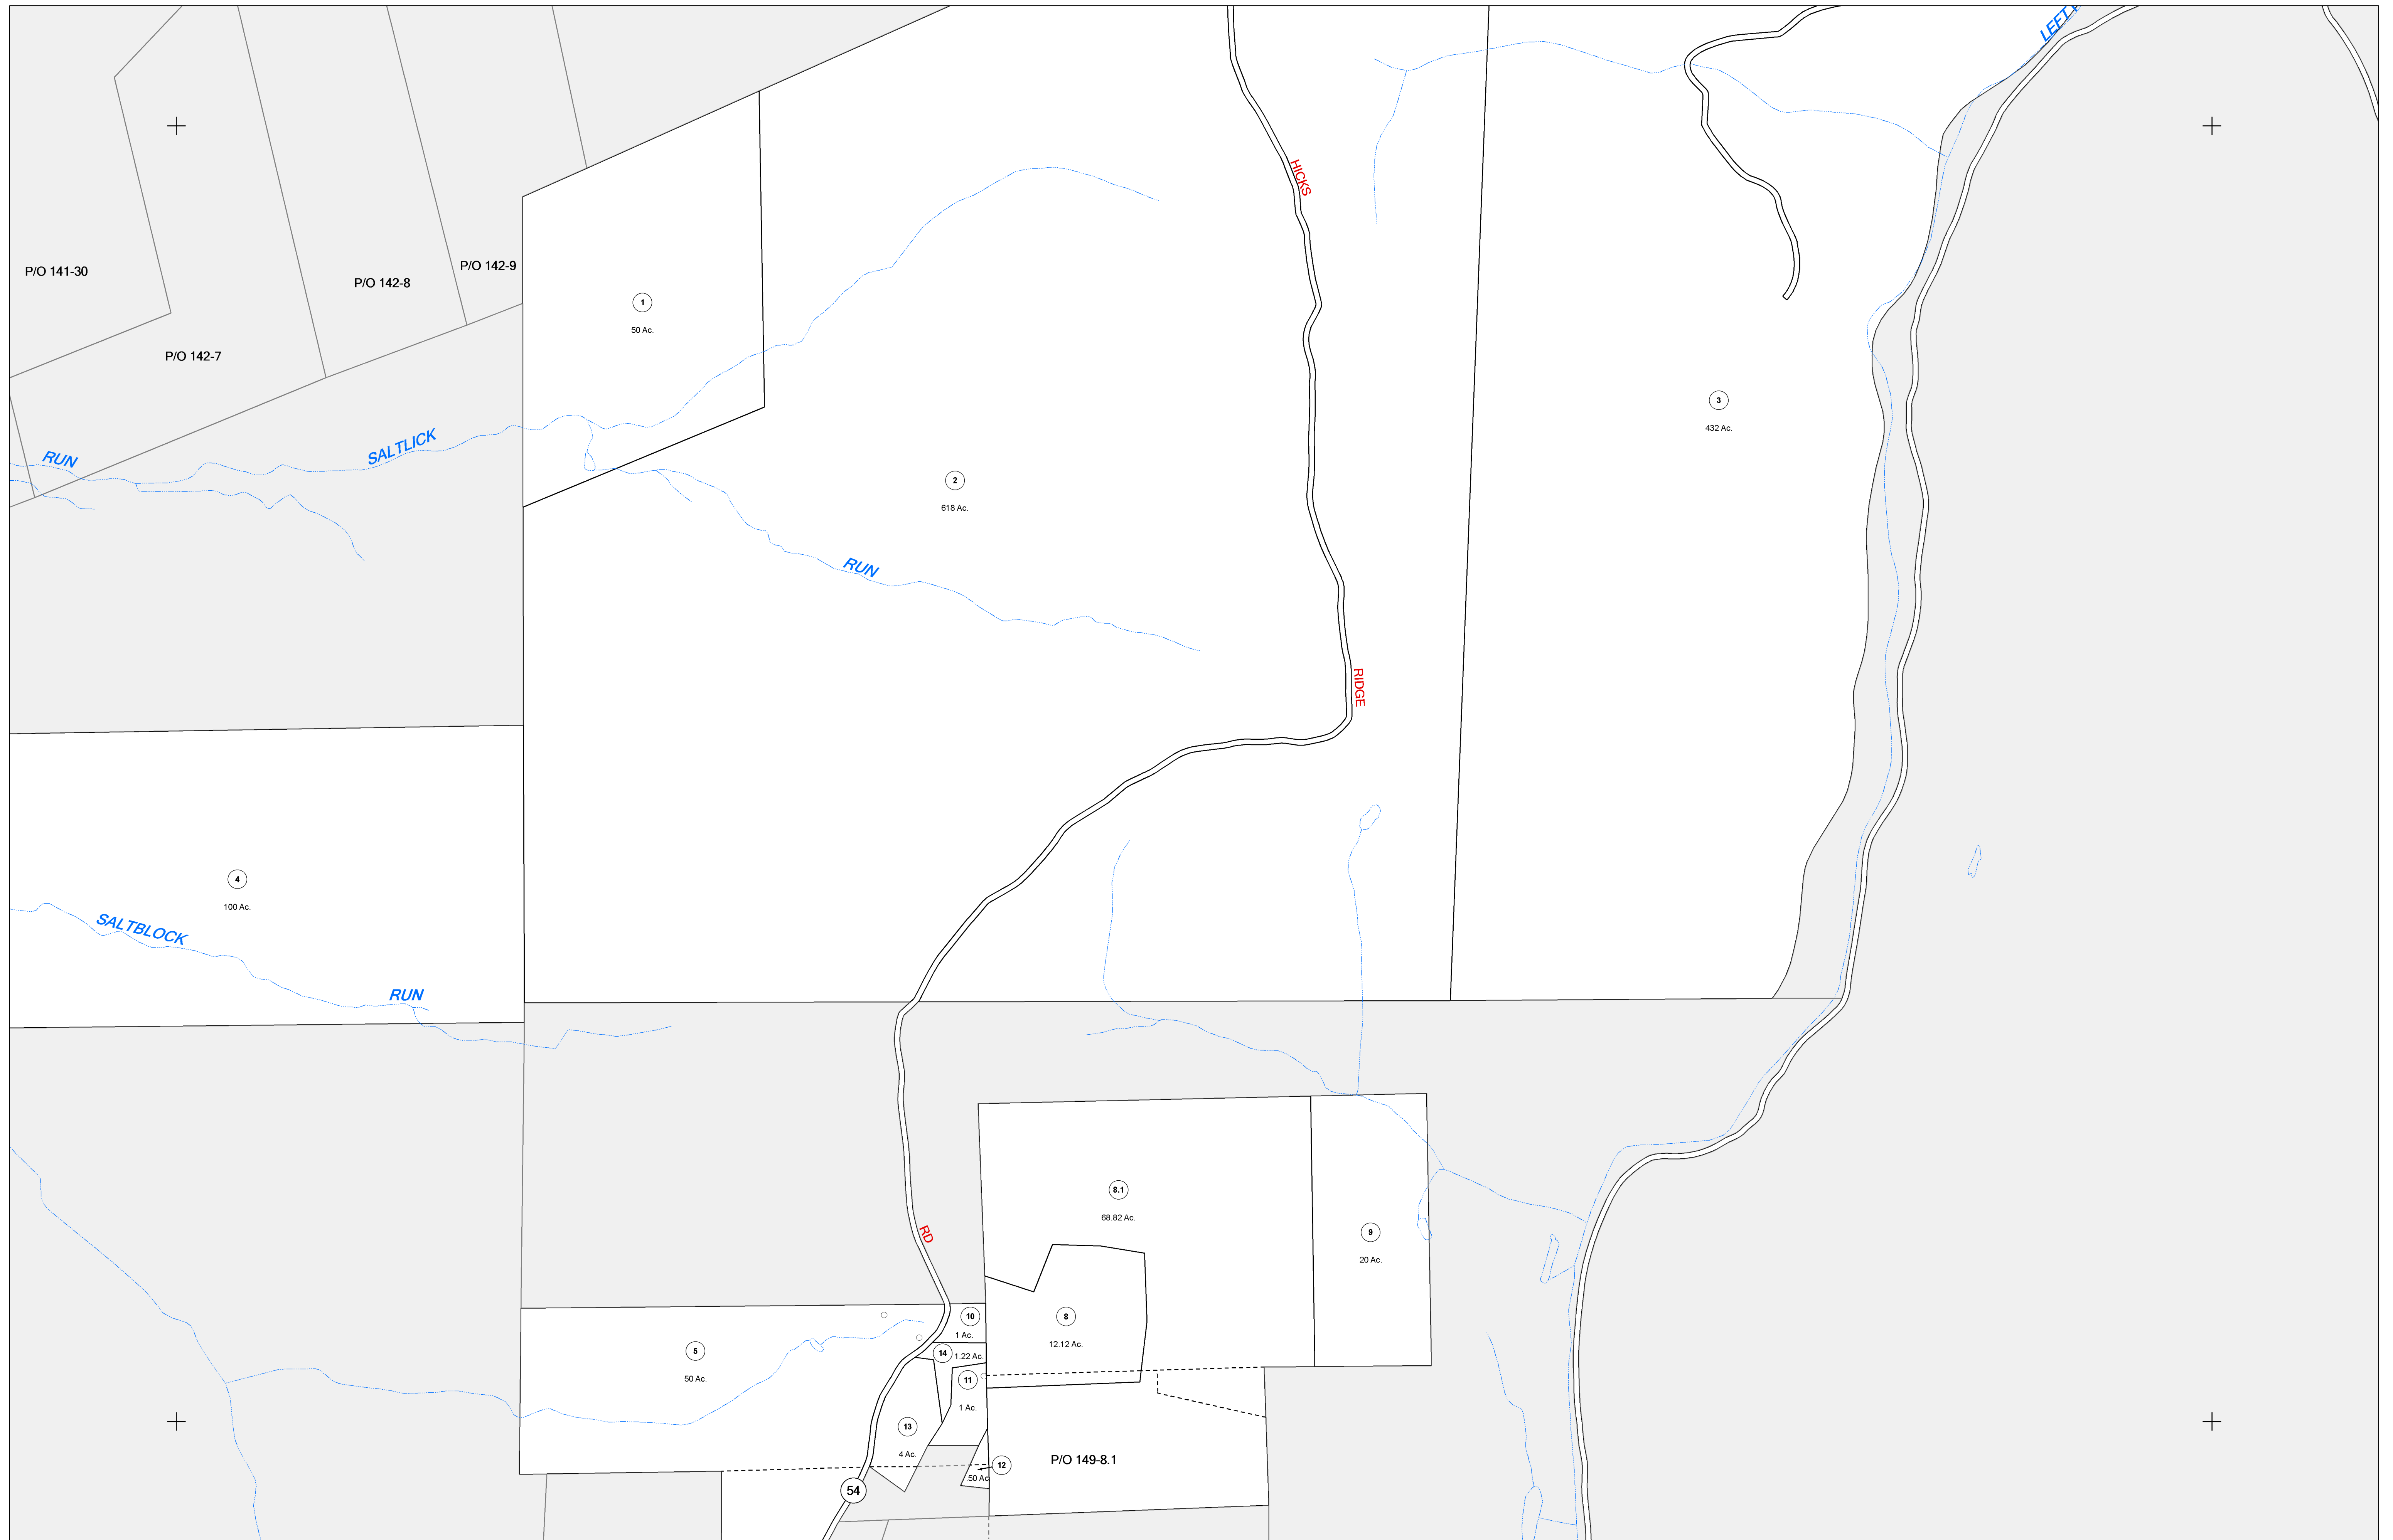 LEFT
HICKS
P/O 141-30
P/O 142-8
P/O 142-9
1
50 Ac.
P/O 142-7
3
432 Ac.
RUN
SALTLICK
2
618 Ac.
RUN
RIDGE
4
100 Ac.
SALTBLOCK
RUN
8.1
68.82 Ac.
RD
9
20 Ac.
10
1 Ac.
8
12.12 Ac.
5
50 Ac.
14
1.22 Ac.
11
1 Ac.
13
4 Ac.
12
.50 Ac.
P/O 149-8.1
54